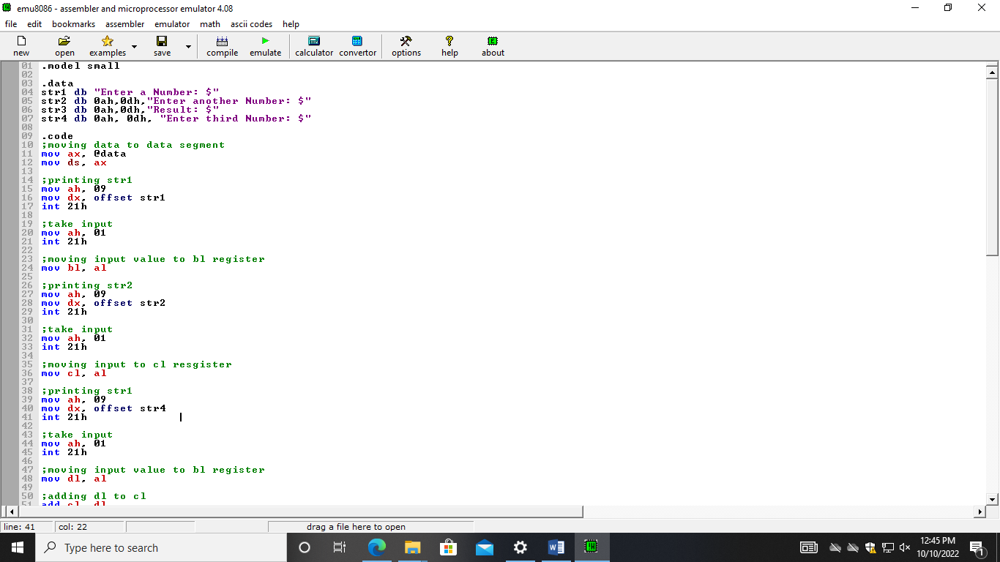 emu8086 - assembler and microprocessor emulator 4.08
file edit bookmarks assembler emulator math ascii codes help
new open examples save compile emulate calculator convertor options help about
01 .model small
02
03 .data
04 str1 db "Enter a Number: $"
05 str2 db 0ah,0dh,"Enter another Number: $"
06 str3 db 0ah,0dh,"Result: $"
07 str4 db 0ah, 0dh, "Enter third Number: $"
08
09 .code
10 ;moving data to data segment
11 mov ax, @data
12 mov ds, ax
13
14 ;printing str1
15 mov ah, 09
16 mov dx, offset str1
17 int 21h
18
19 ;take input
20 mov ah, 01
21 int 21h
22
23 ;moving input value to bl register
24 mov bl, al
25
26 ;printing str2
27 mov ah, 09
28 mov dx, offset str2
29 int 21h
30
31 ;take input
32 mov ah, 01
33 int 21h
34
35 ;moving input to cl resgister
36 mov cl, al
37
38 ;printing str1
39 mov ah, 09
40 mov dx, offset str4
41 int 21h
42
43 ;take input
44 mov ah, 01
45 int 21h
46
47 ;moving input value to bl register
48 mov dl, al
49
50 ;adding dl to cl
51 add cl, dl
line: 41 col: 22 drag a file here to open
Type here to search
12:45 PM
10/10/2022
1